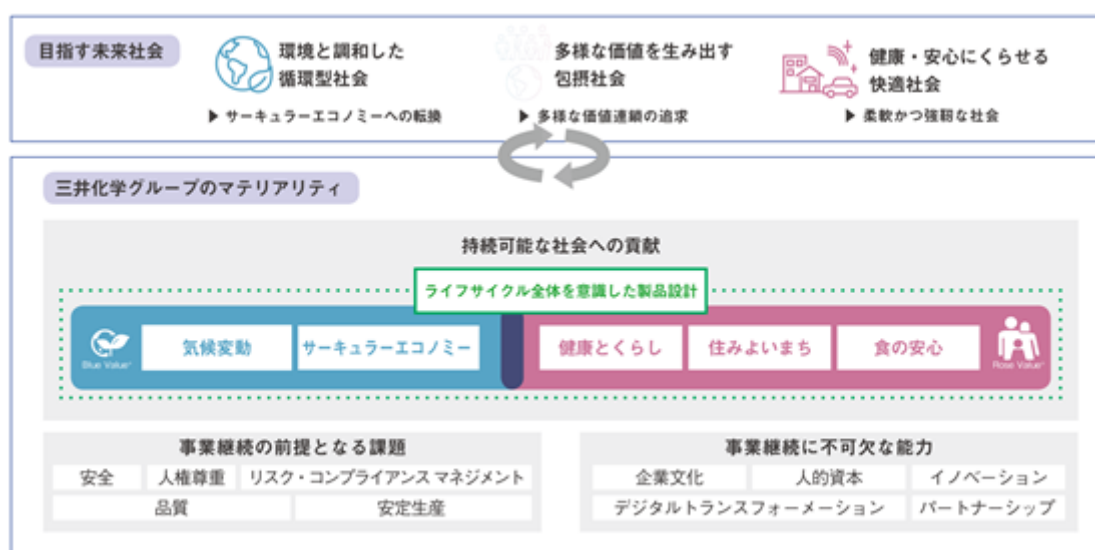 目指す未来社会
環境と調和した
循環型社会
▶ サーキュラーエコノミーへの転換
多様な価値を生み出す
包摂社会
▶ 多様な価値連鎖の追求
健康・安心にくらせる
快適社会
▶ 柔軟かつ強靭な社会
三井化学グループのマテリアリティ
持続可能な社会への貢献
ライフサイクル全体を意識した製品設計
Blue Value™
気候変動
サーキュラーエコノミー
健康とくらし
住みよいまち
食の安心
Rose Value™
事業継続の前提となる課題
安全
人権尊重
リスク・コンプライアンス マネジメント
品質
安定生産
事業継続に不可欠な能力
企業文化
人的資本
イノベーション
デジタルトランスフォーメーション
パートナーシップ